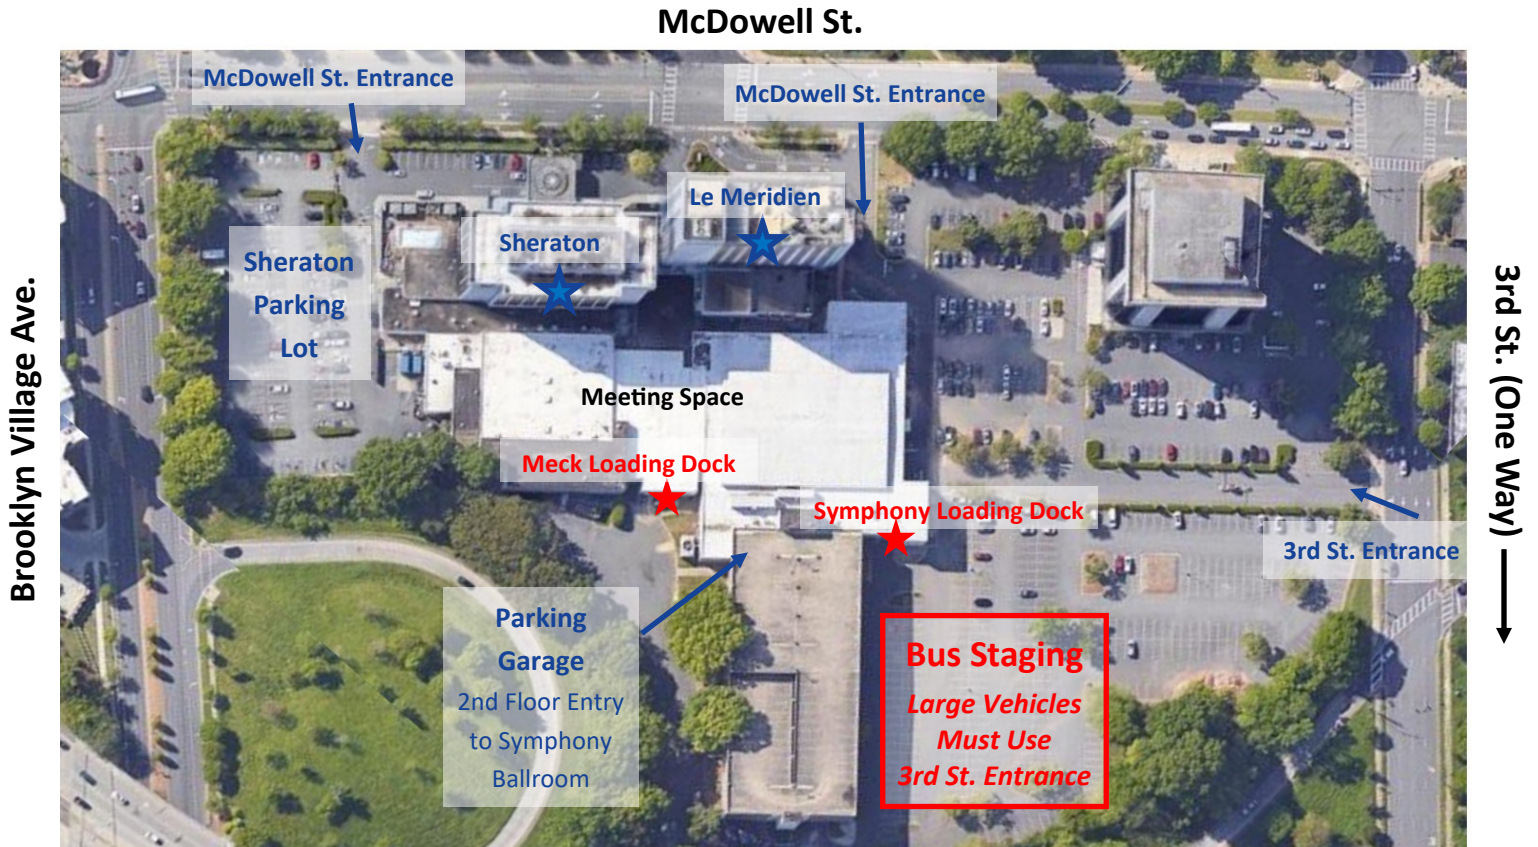 McDowell St.
McDowell St. Entrance
McDowell St. Entrance
Le Meridien
Sheraton
Sheraton
Parking
Lot
Brooklyn Village Ave.
3rd St. (One Way)
Meeting Space
Meck Loading Dock
Symphony Loading Dock
3rd St. Entrance
Parking
Garage
2nd Floor Entry
to Symphony
Ballroom
Bus Staging
Large Vehicles
Must Use
3rd St. Entrance